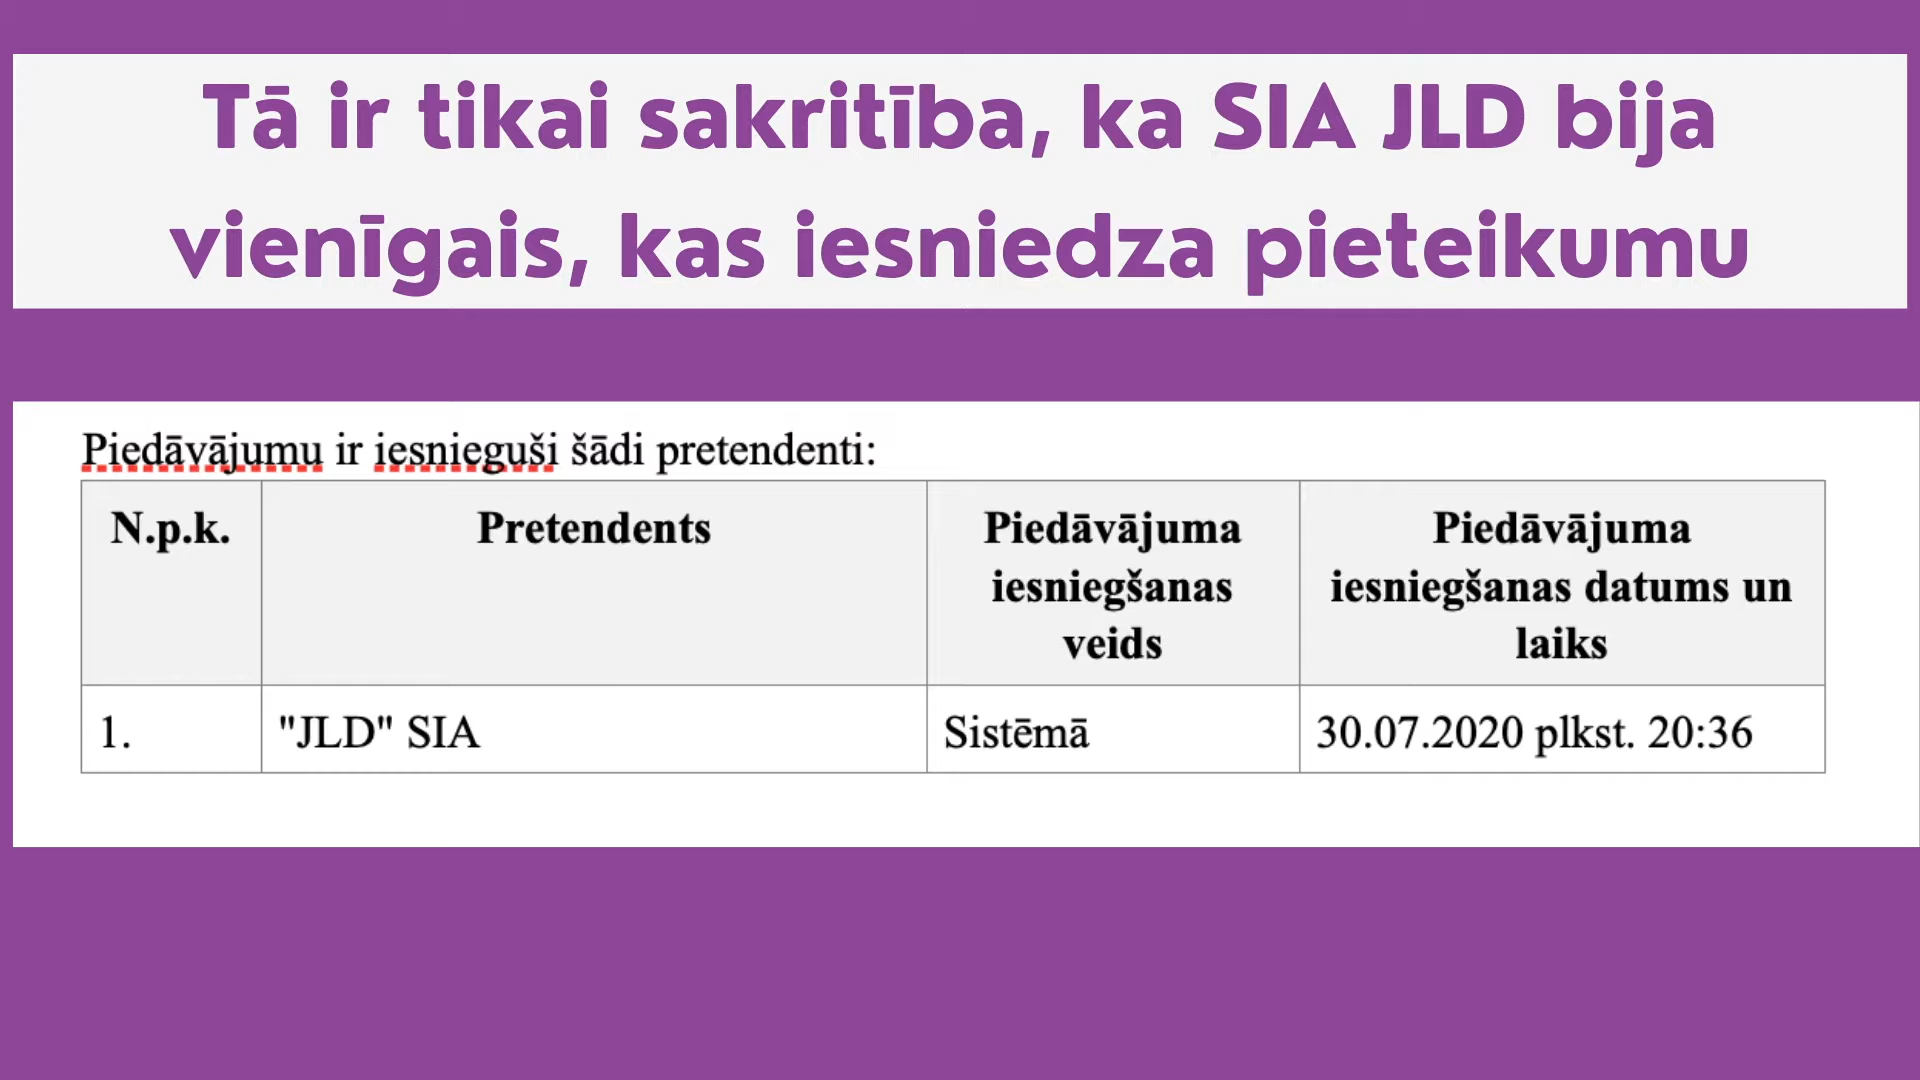 Tā ir tikai sakritība, ka SIA JLD bija
vienīgais, kas iesniedza pieteikumu
Piedāvājumu ir iesnieguši šādi pretendenti:
N.p.k. Pretendents Piedāvājuma iesniegšanas veids Piedāvājuma iesniegšanas datums un laiks
1. "JLD" SIA Sistēmā 30.07.2020 plkst. 20:36